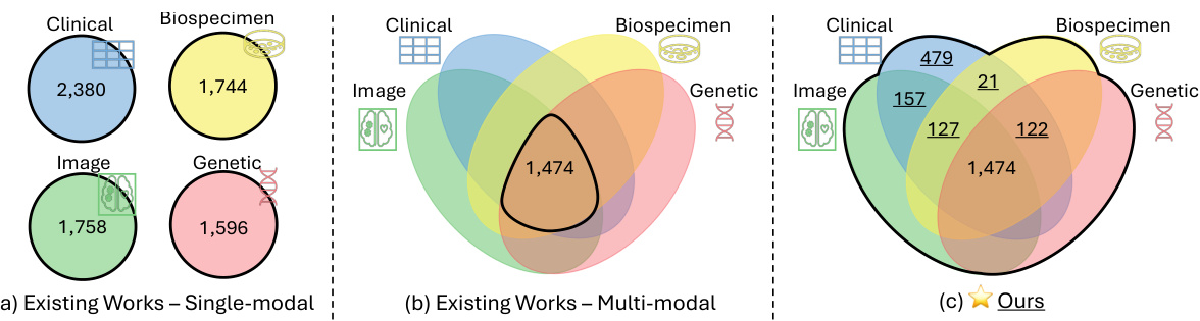 Clinical
Biospecimen
2,380
1,744
Image
Genetic
1,758
1,596
a) Existing Works – Single-modal
Clinical
Biospecimen
Image
Genetic
1,474
(b) Existing Works – Multi-modal
Clinical
Biospecimen
479
21
Image
Genetic
157
127
122
1,474
(c) Ours